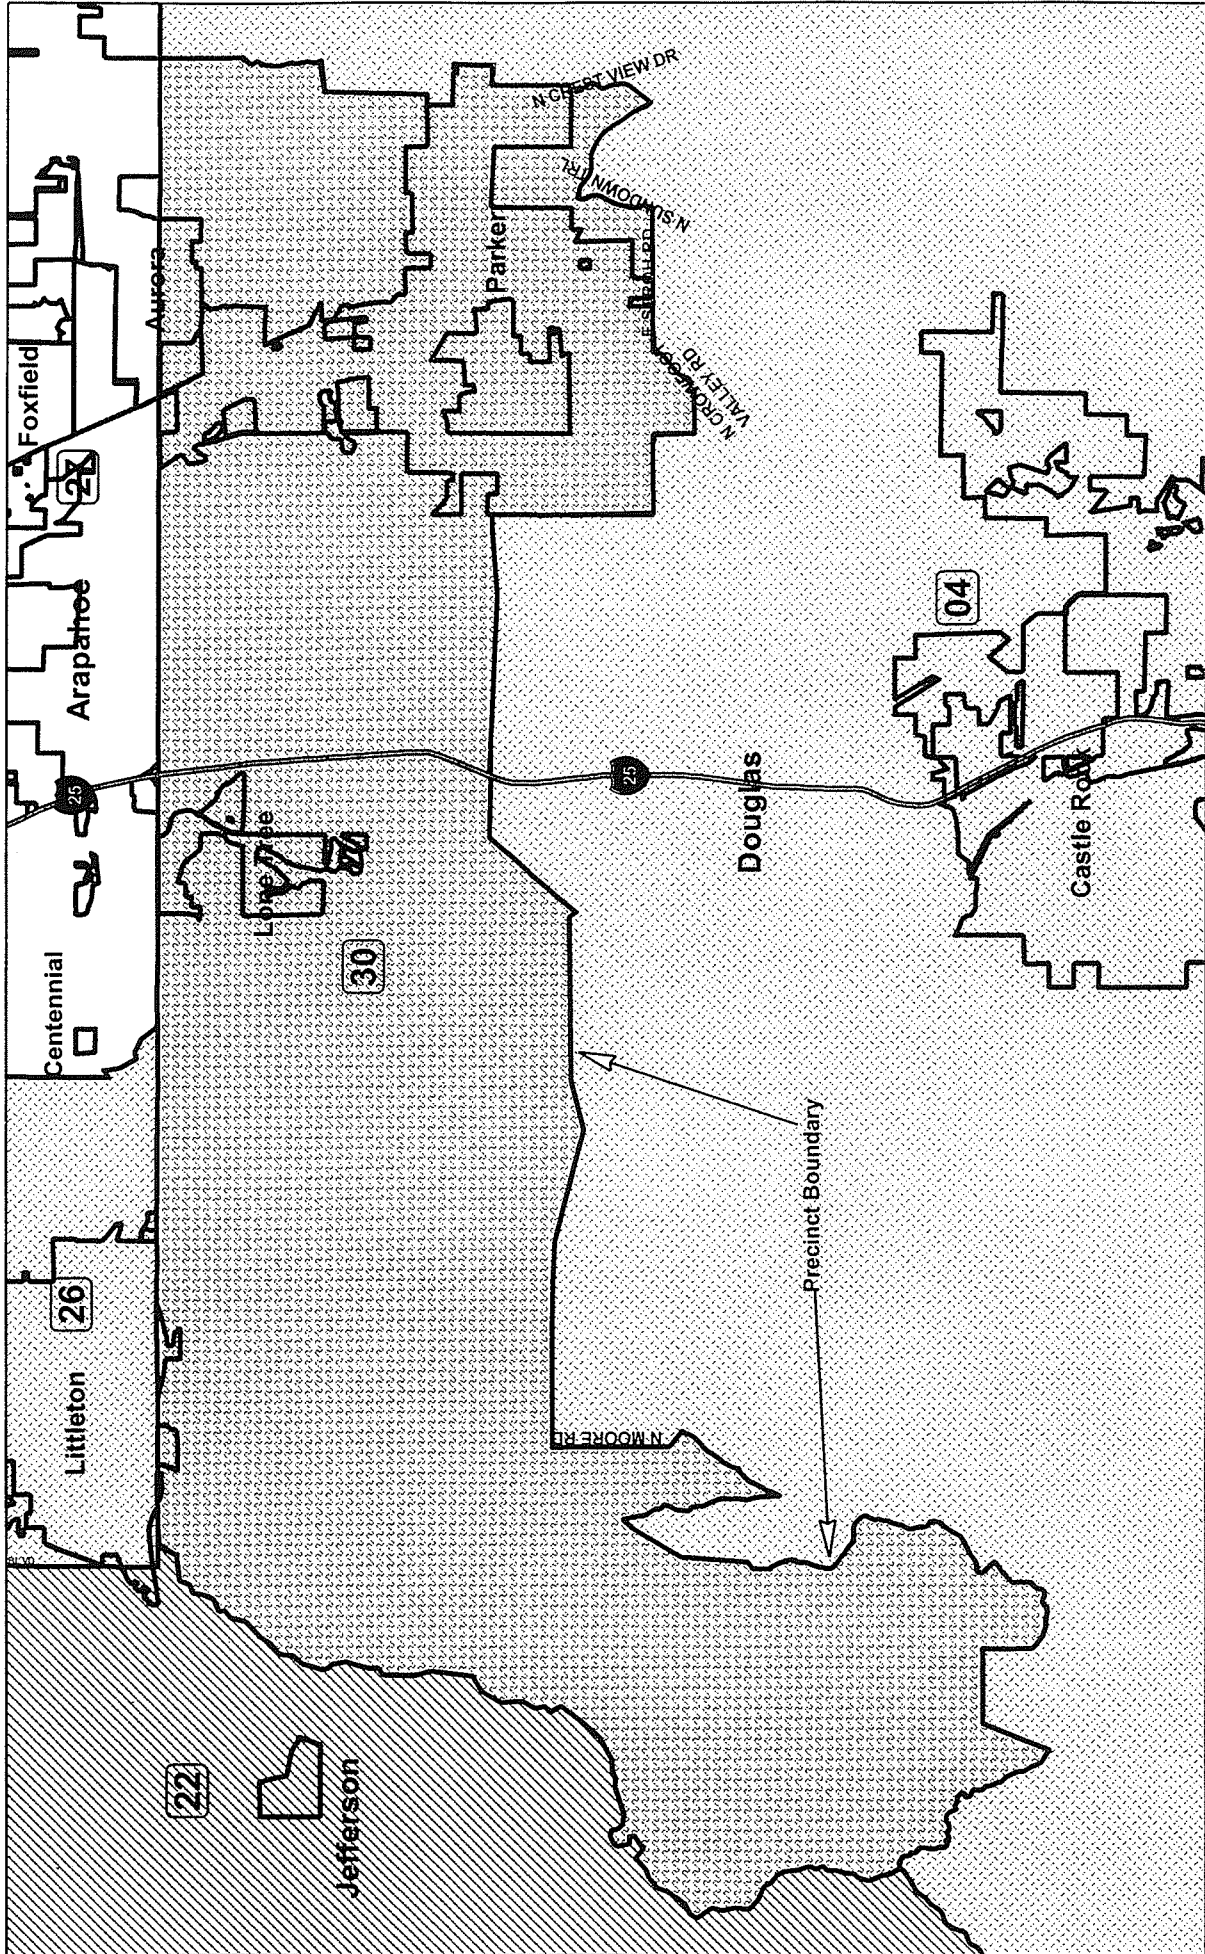 Jefferson
22
BLVD
Littleton
26
Centennial
Arapahoe
27
Foxfield
Aurora
25
Lone Tree
30
Parker
N CREST VIEW DR
N SUNDOWN TRL
N CROWFOOT
VALLEY RD
25
Douglas
N MOORE RD
Precinct Boundary
04
Castle Rock